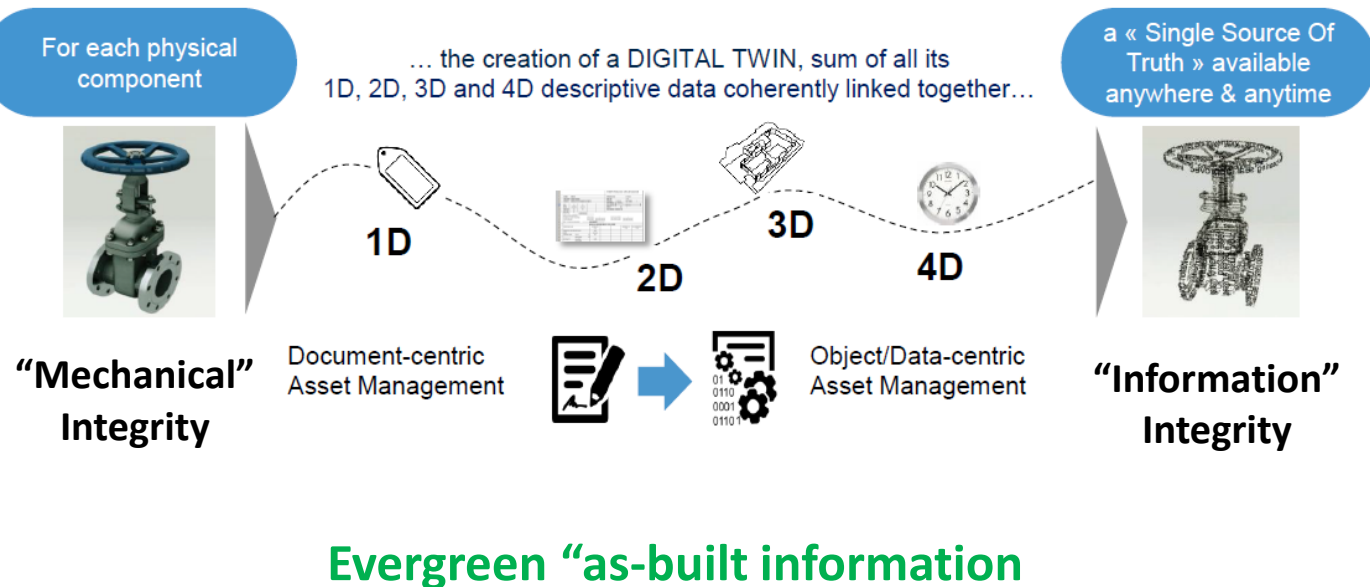 For each physical
component
… the creation of a DIGITAL TWIN, sum of all its
1D, 2D, 3D and 4D descriptive data coherently linked together…
a « Single Source Of
Truth » available
anywhere & anytime
1D
2D
3D
4D
“Mechanical”
Integrity
Document-centric
Asset Management
01
0110
0001
01101
Object/Data-centric
Asset Management
“Information”
Integrity
Evergreen “as-built information